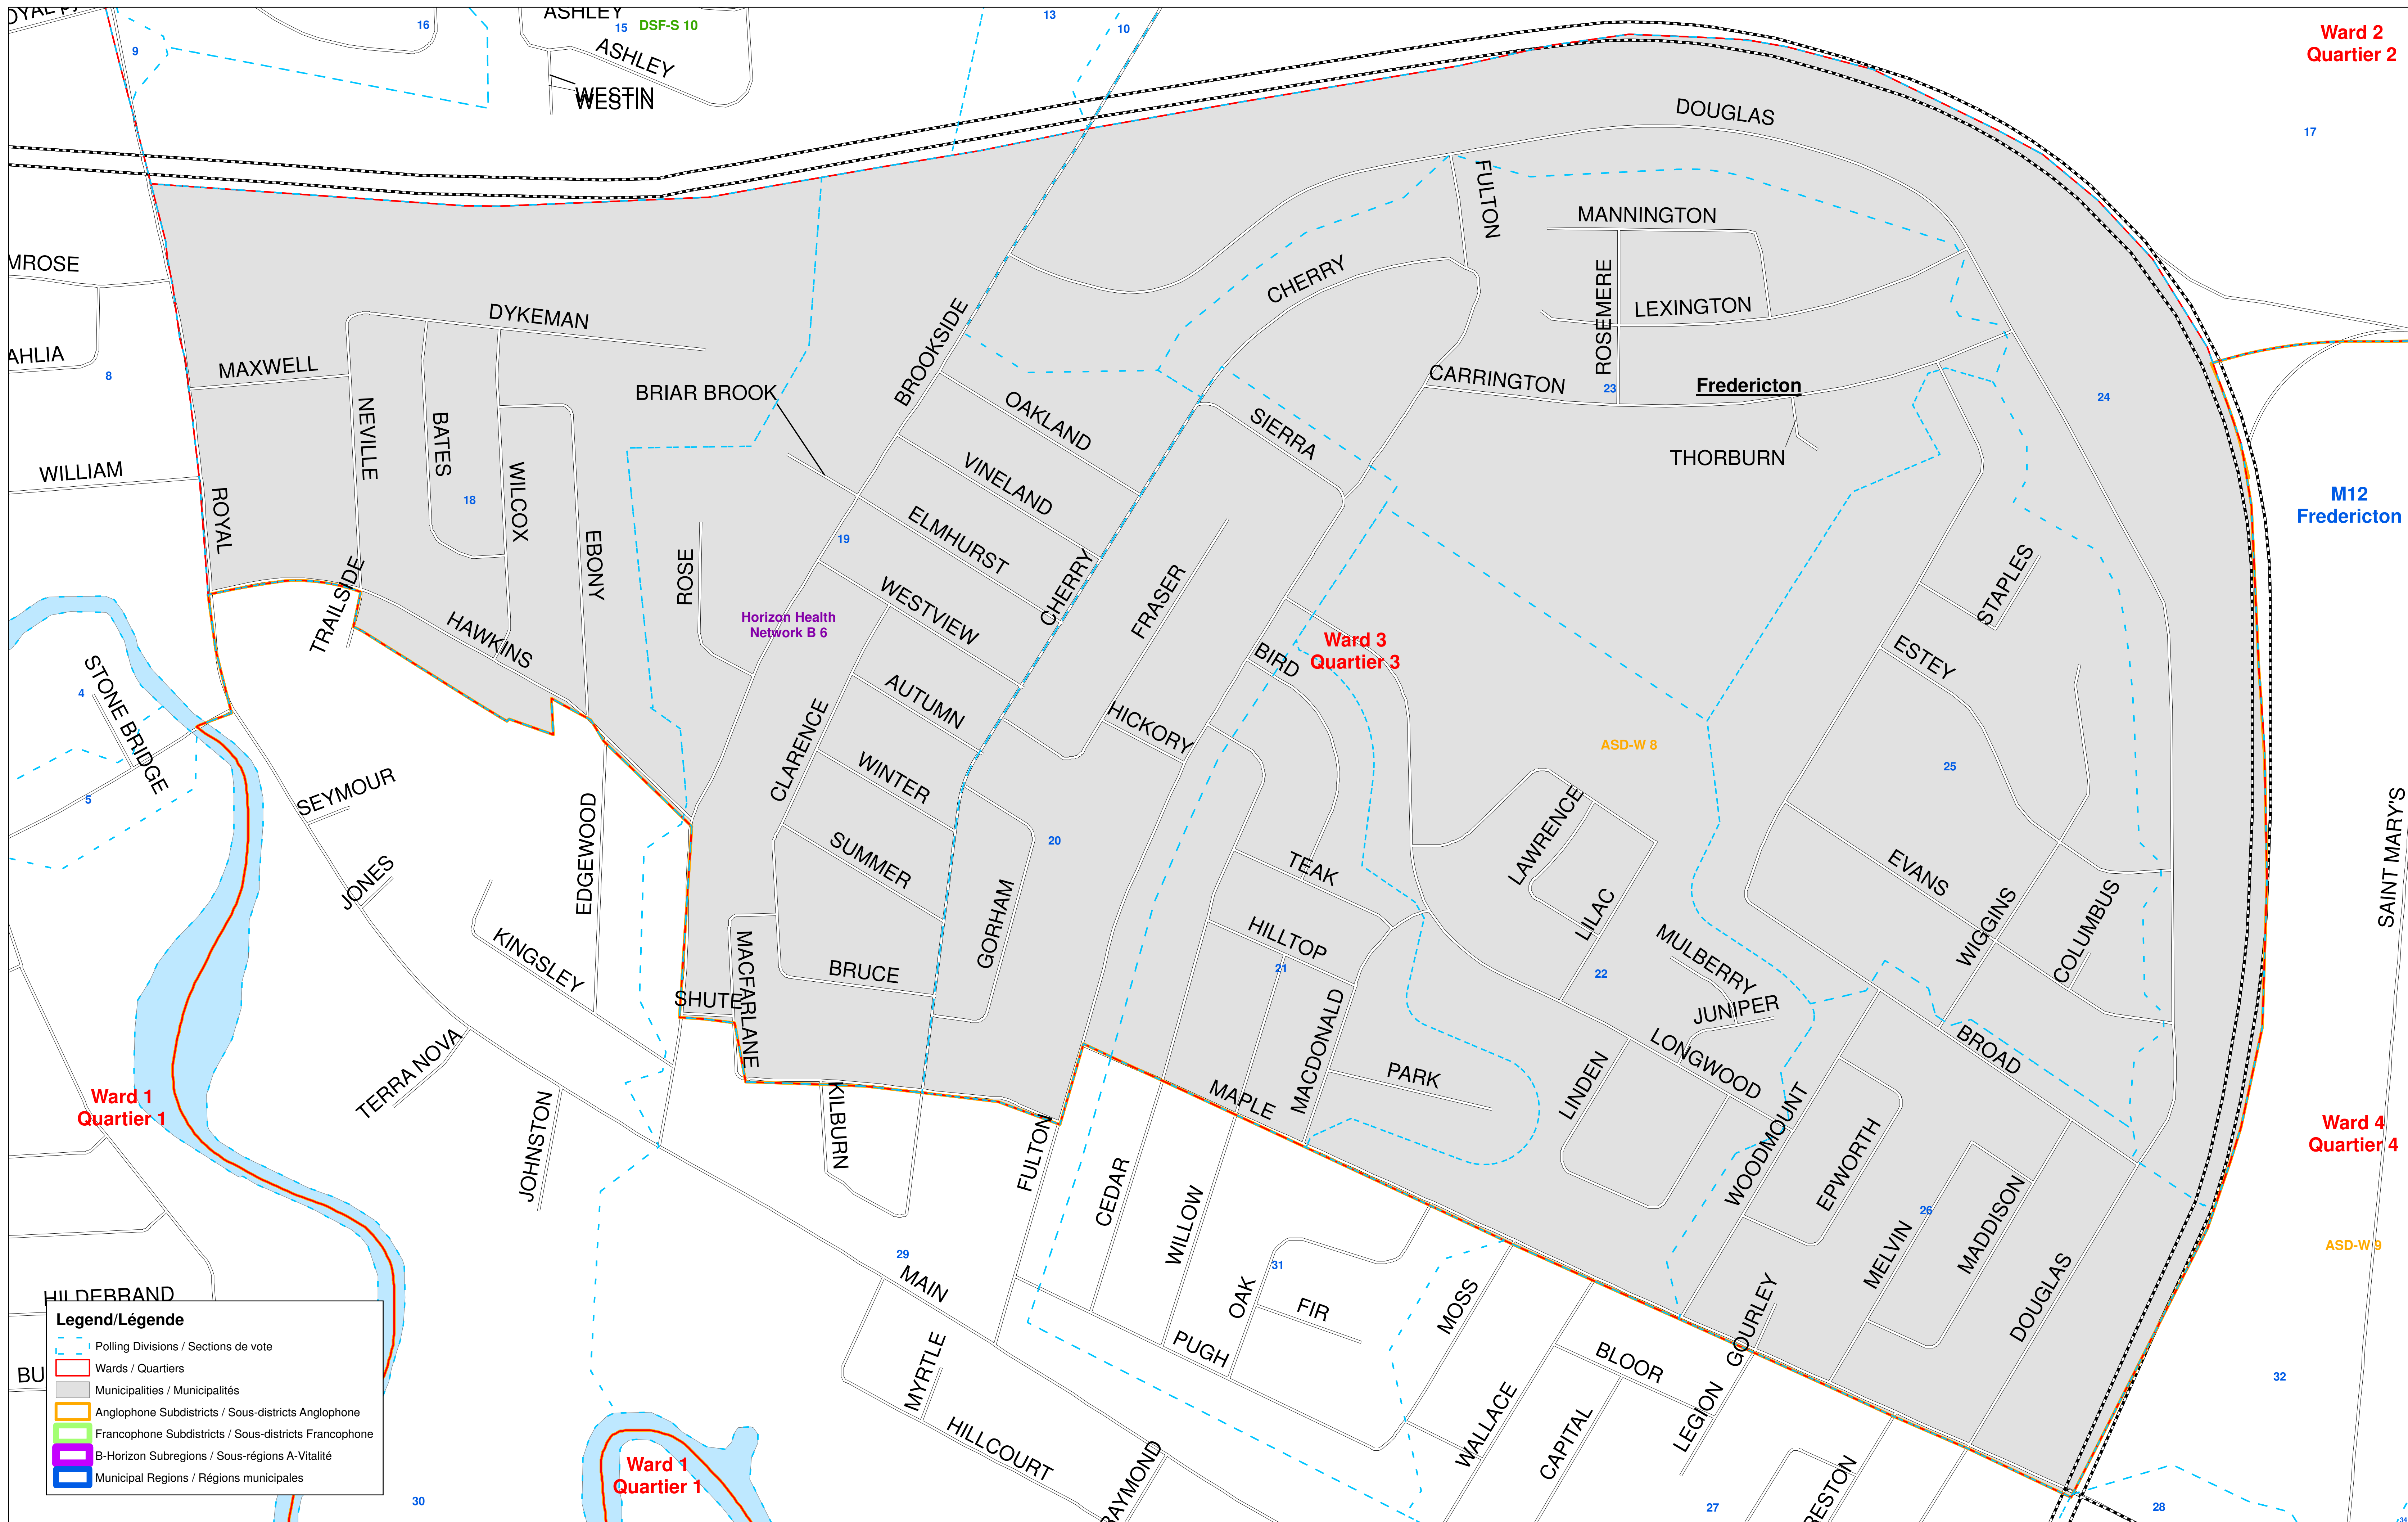 16
ASHLEY
15
DSF-S 10
13
10
9
ASHLEY
WESTIN
WESTIN
Ward 2
Quartier 2
17
DOUGLAS
FULTON
MANNINGTON
CHERRY
ROSEMERE
LEXINGTON
DYKEMAN
BROOKSIDE
MAXWELL
8
BRIAR BROOK
CARRINGTON
23
Fredericton
24
OAKLAND
SIERRA
NEVILLE
BATES
WILCOX
WILLIAM
THORBURN
VINELAND
ROYAL
18
ELMHURST
19
M12
Fredericton
EBONY
ROSE
CHERRY
FRASER
STAPLES
TRAILSIDE
WESTVIEW
Horizon Health
Network B 6
HAWKINS
Ward 3
Quartier 3
BIRD
ESTEY
4
STONE BRIDGE
AUTUMN
CLARENCE
HICKORY
ASD-W 8
25
WINTER
SEYMOUR
5
LAWRENCE
EDGEWOOD
20
SUMMER
TEAK
EVANS
SAINT MARY'S
JONES
LILAC
GORHAM
HILLTOP
WIGGINS
COLUMBUS
KINGSLEY
MACFARLANE
BRUCE
21
22
MULBERRY
SHUTE
JUNIPER
MACDONALD
LONGWOOD
BROAD
TERRA NOVA
PARK
LINDEN
Ward 1
Quartier 1
MAPLE
KILBURN
WOODMOUNT
JOHNSTON
FULTON
EPWORTH
Ward 4
Quartier 4
CEDAR
WILLOW
26
MELVIN
MADDISON
ASD-W 9
29
31
MAIN
OAK
FIR
MOSS
GOURLEY
DOUGLAS
HILDEBRAND
PUGH
BLOOR
32
MYRTLE
WALLACE
CAPITAL
LEGION
HILLCOURT
Ward 1
Quartier 1
30
27
28
Legend/Légende
Polling Divisions / Sections de vote
Wards / Quartiers
Municipalities / Municipalités
Anglophone Subdistricts / Sous-districts Anglophone
Francophone Subdistricts / Sous-districts Francophone
B-Horizon Subregions / Sous-régions A-Vitalité
Municipal Regions / Régions municipales